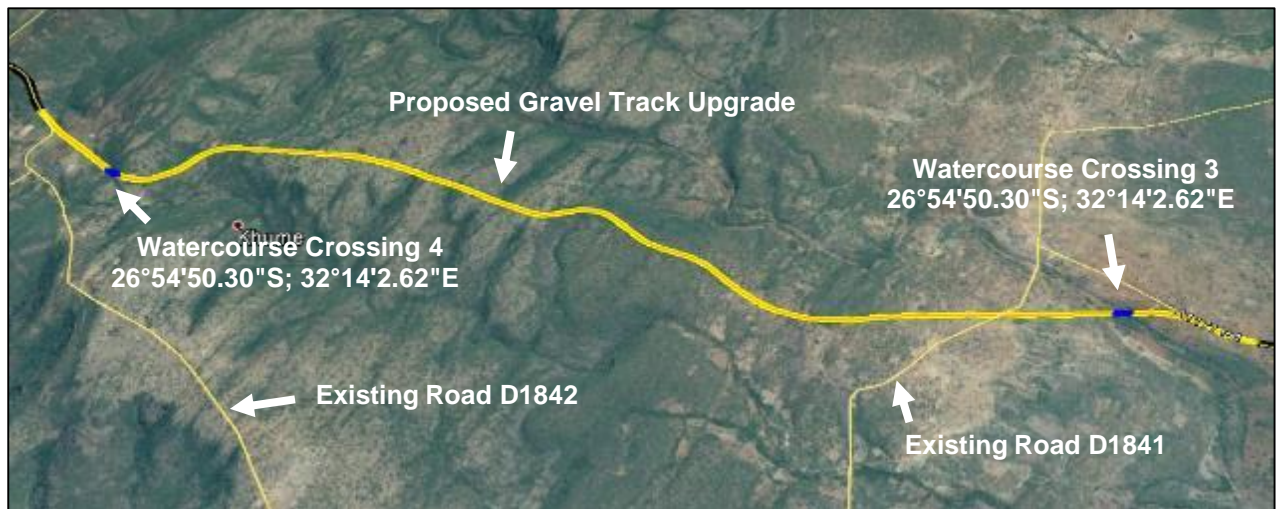 Proposed Gravel Track Upgrade
Watercourse Crossing 3
26°54'50.30"S; 32°14'2.62"E
Watercourse Crossing 4
26°54'50.30"S; 32°14'2.62"E
Existing Road D1842
Existing Road D1841